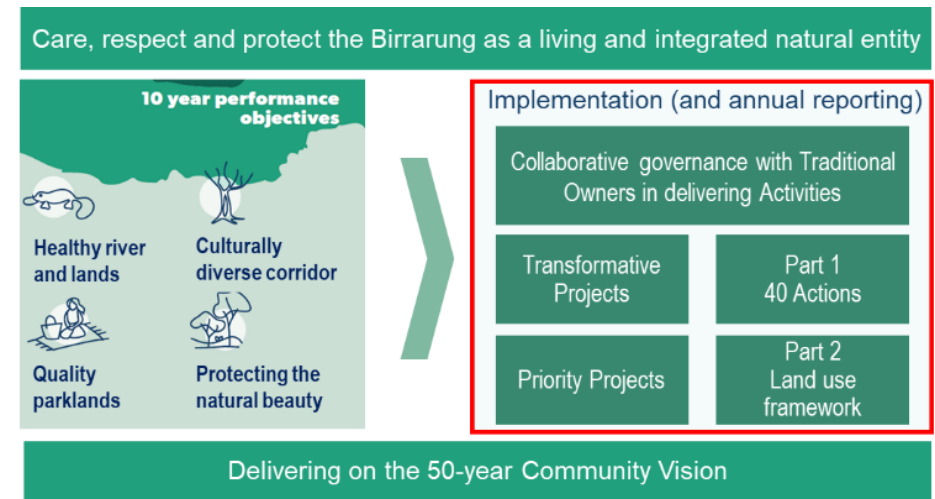 Care, respect and protect the Birrarung as a living and integrated natural entity
10 year performance
objectives
Healthy river
and lands
Culturally
diverse corridor
Quality
parklands
Protecting the
natural beauty
Implementation (and annual reporting)
Collaborative governance with Traditional
Owners in delivering Activities
Transformative
Projects
Part 1
40 Actions
Priority Projects
Part 2
Land use
framework
Delivering on the 50-year Community Vision